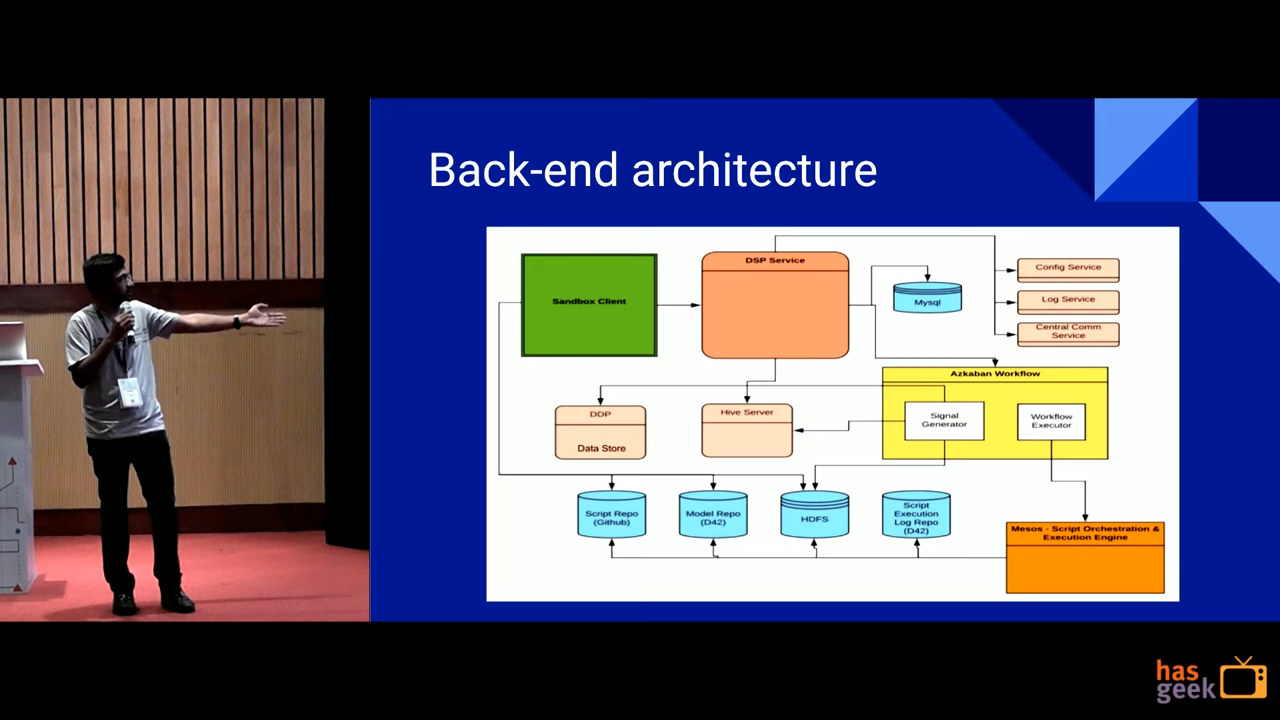 Back-end architecture
Sandbox Client
DSP Service
Mysql
Config Service
Log Service
Central Comm
Service
Azkaban Workflow
Signal
Generator
Workflow
Executor
DDP
Data Store
Hive Server
Script Repo
(Github)
Model Repo
(D42)
HDFS
Script
Execution
Log Repo
(D42)
Mesos - Script Orchestration &
Execution Engine
has
geek